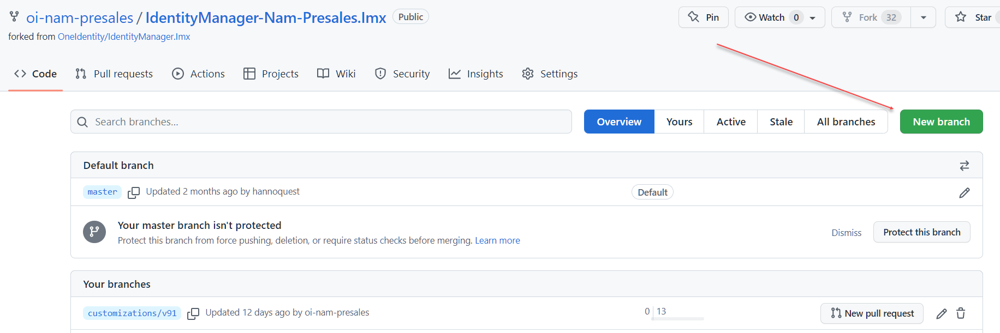 oi-nam-presales / IdentityManager-Nam-Presales.Imx Public Pin Watch 0 Fork 32 Star
forked from OneIdentity/IdentityManager.Imx
Code Pull requests Actions Projects Wiki Security Insights Settings
Search branches... Overview Yours Active Stale All branches New branch
Default branch
master Updated 2 months ago by hannoquest Default
Your master branch isn't protected
Protect this branch from force pushing, deletion, or require status checks before merging. Learn more Dismiss Protect this branch
Your branches
customizations/v91 Updated 12 days ago by oi-nam-presales 0 13 New pull request